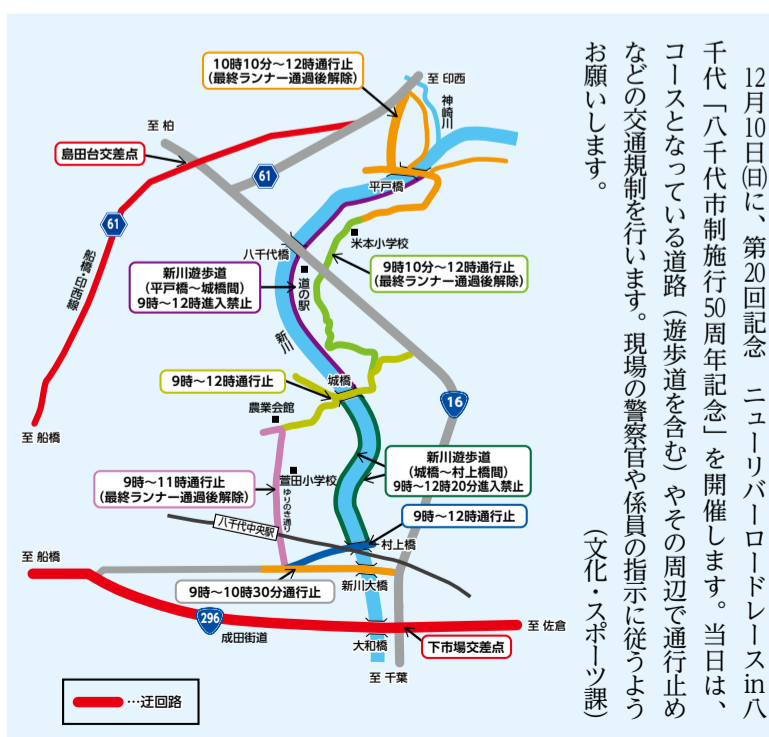 12月10日㈰に、第20回記念　ニューリバーロードレースin八
千代「八千代市制施行50周年記念」を開催します。当日は、
コースとなっている道路（遊歩道を含む）やその周辺で通行止め
などの交通規制を行います。現場の警察官や係員の指示に従うよう
お願いします。
（文化・スポーツ課）
10時10分～12時通行止
(最終ランナー通過後解除)
至 印西
神崎川
至 柏
島田台交差点
61
平戸橋
61
米本小学校
八千代橋
船橋・印西線
新川遊歩道
(平戸橋～城橋間)
9時～12時進入禁止
道の駅
9時10分～12時通行止
(最終ランナー通過後解除)
新川
9時～12時通行止
城橋
16
農業会館
至 船橋
新川遊歩道
(城橋～村上橋間)
9時～12時20分進入禁止
9時～11時通行止
(最終ランナー通過後解除)
萱田小学校
ゆりのき通り
9時～12時通行止
八千代中央駅
村上橋
至 船橋
9時～10時30分通行止
新川大橋
296
成田街道
至 佐倉
大和橋
下市場交差点
至 千葉
…迂回路